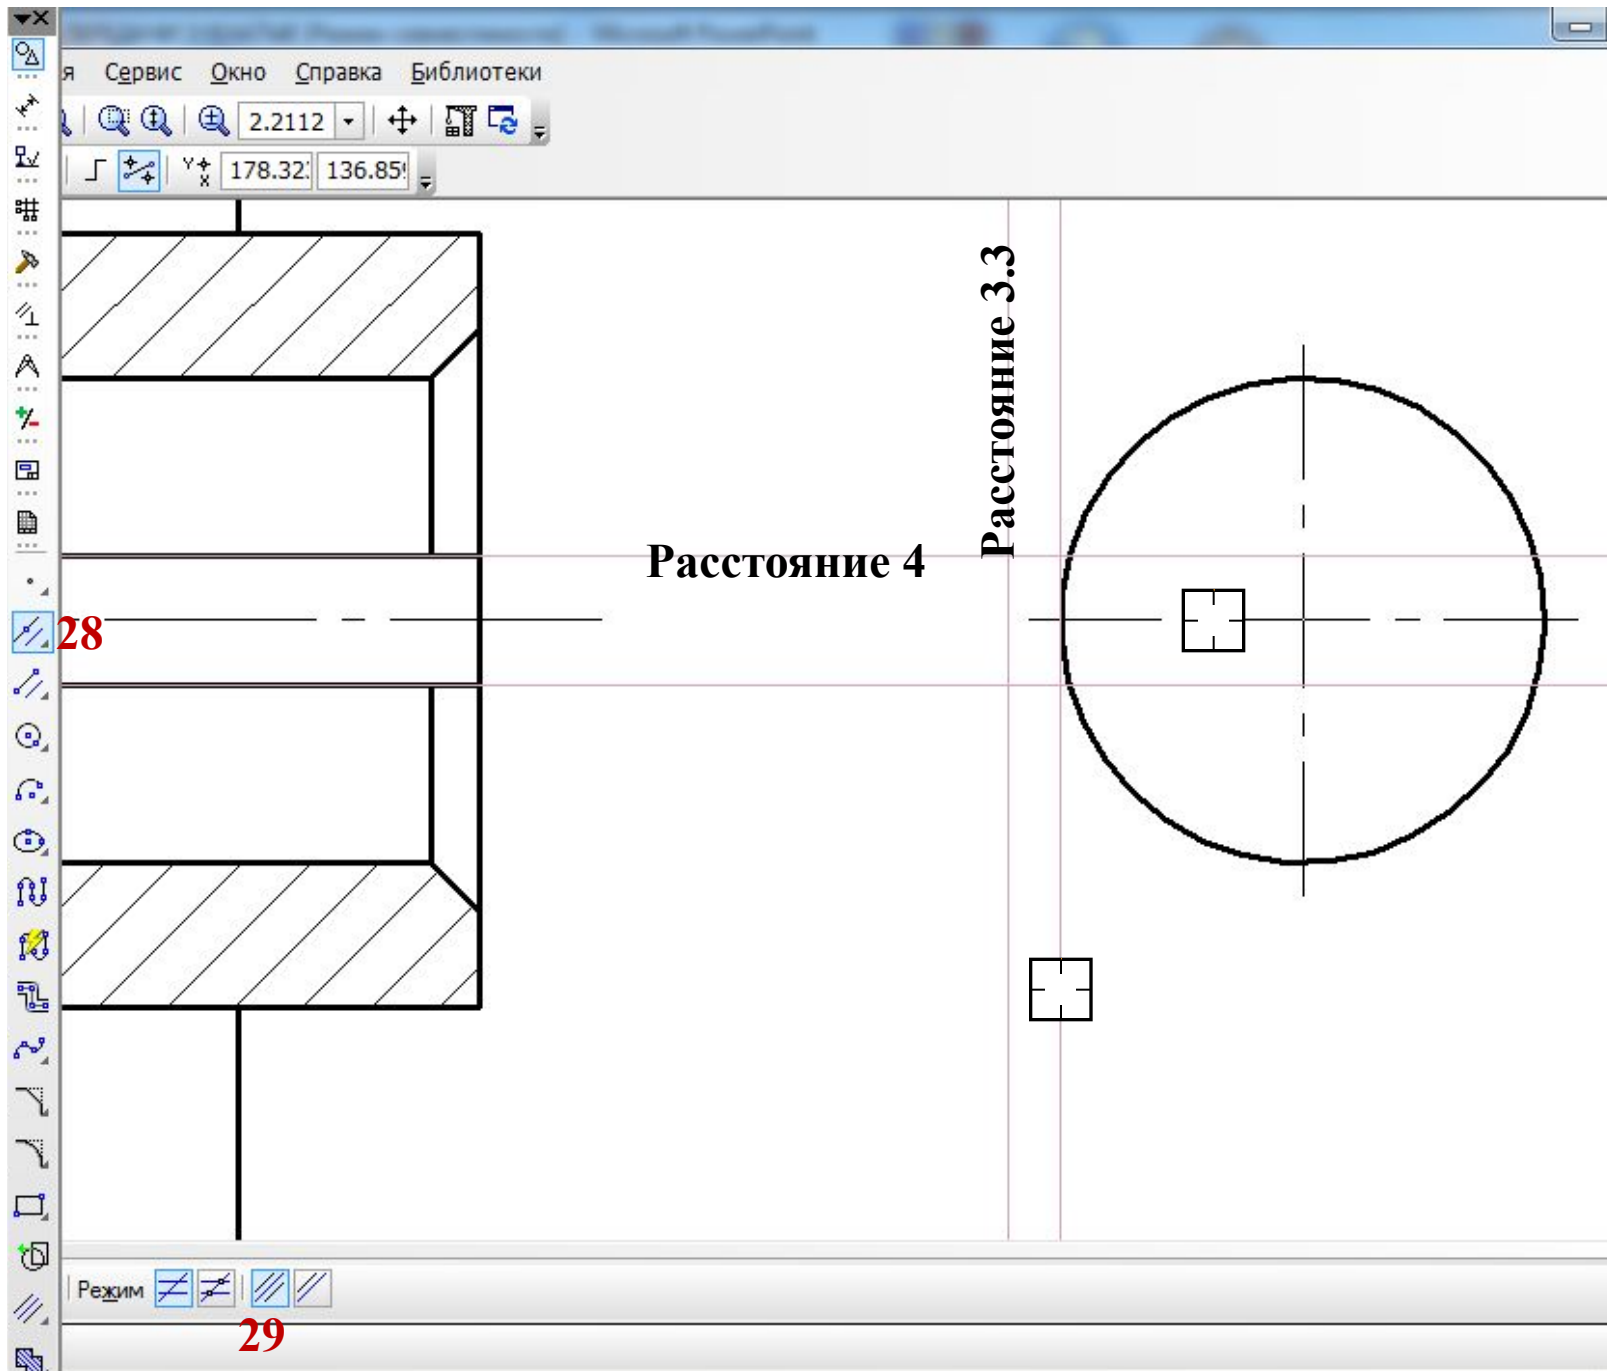 я Сервис Окно Справка Библиотеки
2.2112
178.32 136.85
Расстояние 3.3
Расстояние 4
28
Режим
29